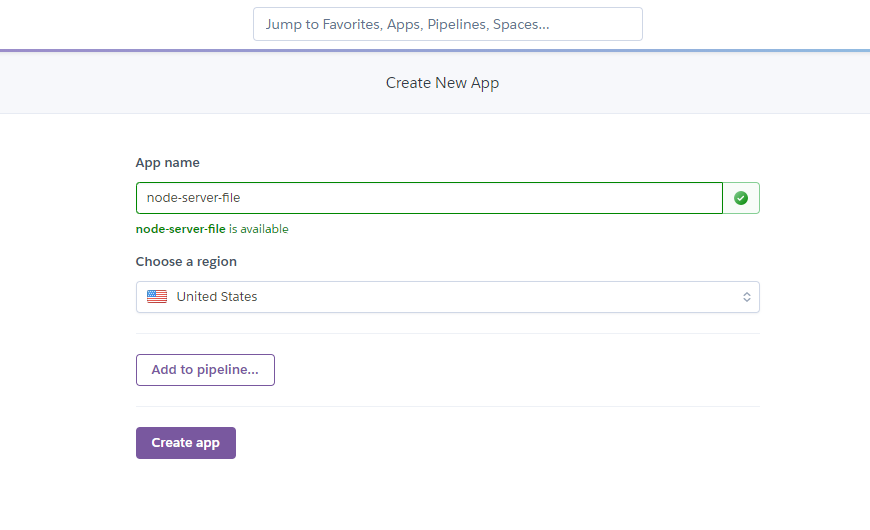 Jump to Favorites, Apps, Pipelines, Spaces...
Create New App
App name
node-server-file
node-server-file is available
Choose a region
United States
Add to pipeline...
Create app